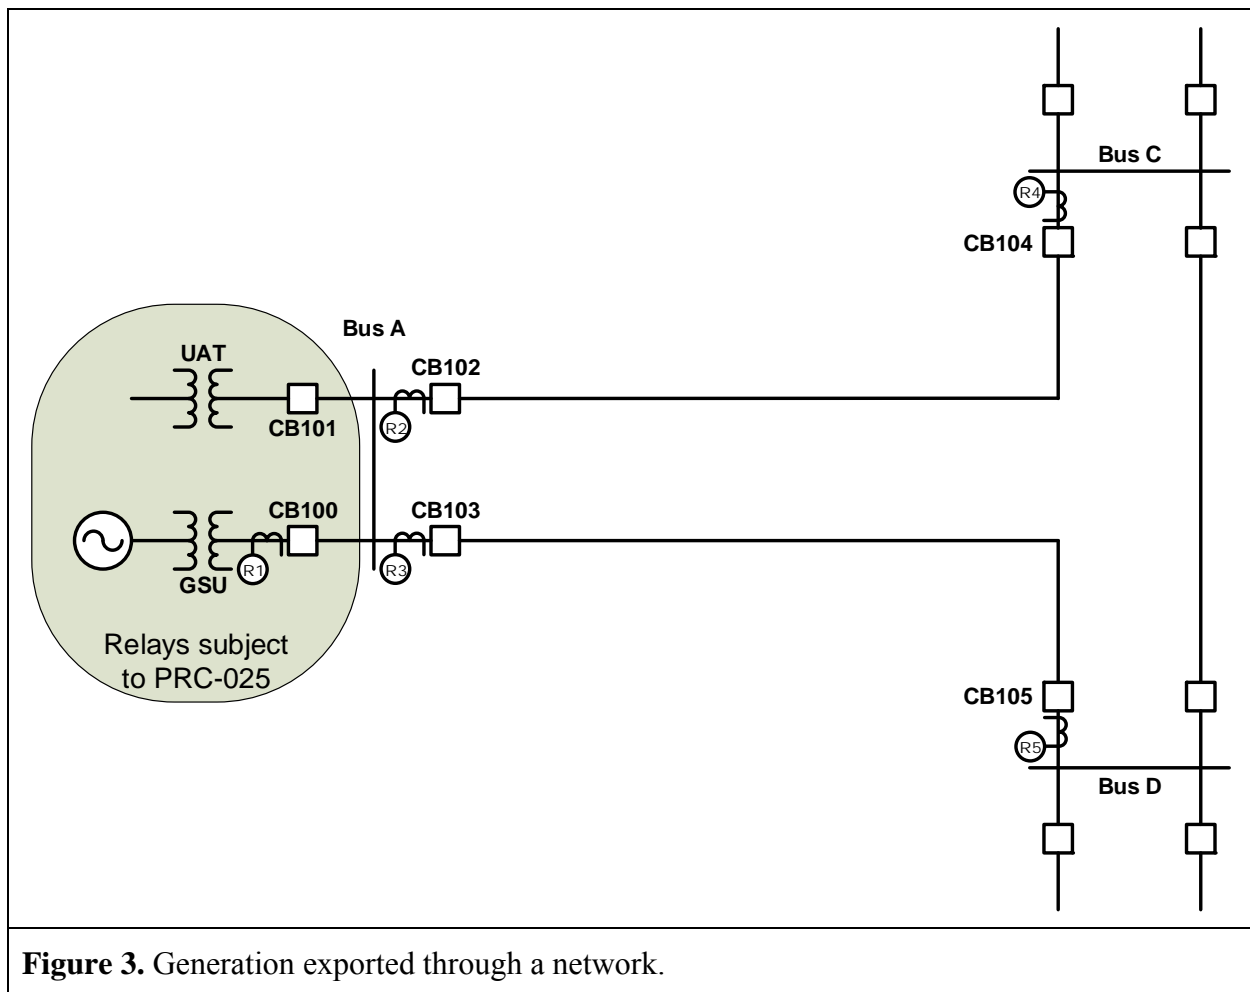 Bus C
R4
CB104
Bus A
UAT
CB102
CB101
R2
CB100
CB103
R1
R3
GSU
Relays subject
to PRC-025
CB105
R5
Bus D
Figure 3. Generation exported through a network.